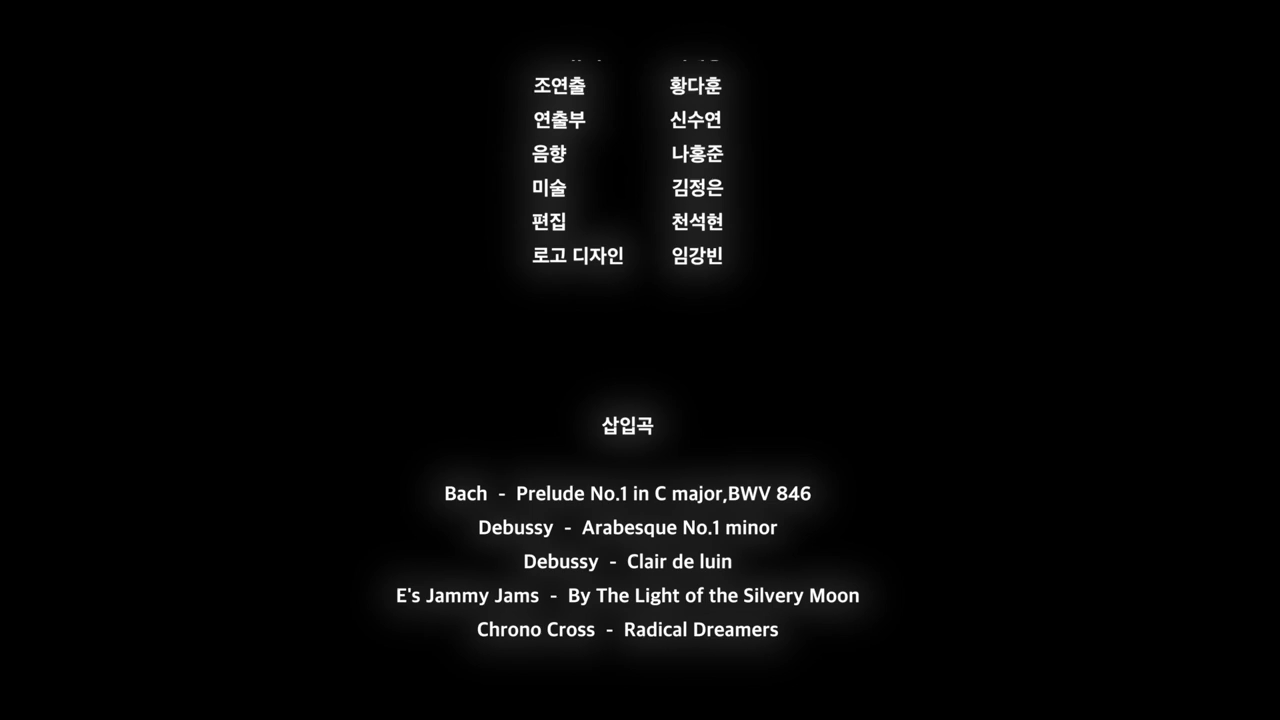 조연출 황다훈
연출부 신수연
음향 나홍준
미술 김정은
편집 천석현
로고 디자인 임강빈
삽입곡
Bach - Prelude No.1 in C major,BWV 846
Debussy - Arabesque No.1 minor
Debussy - Clair de luin
E's Jammy Jams - By The Light of the Silvery Moon
Chrono Cross - Radical Dreamers